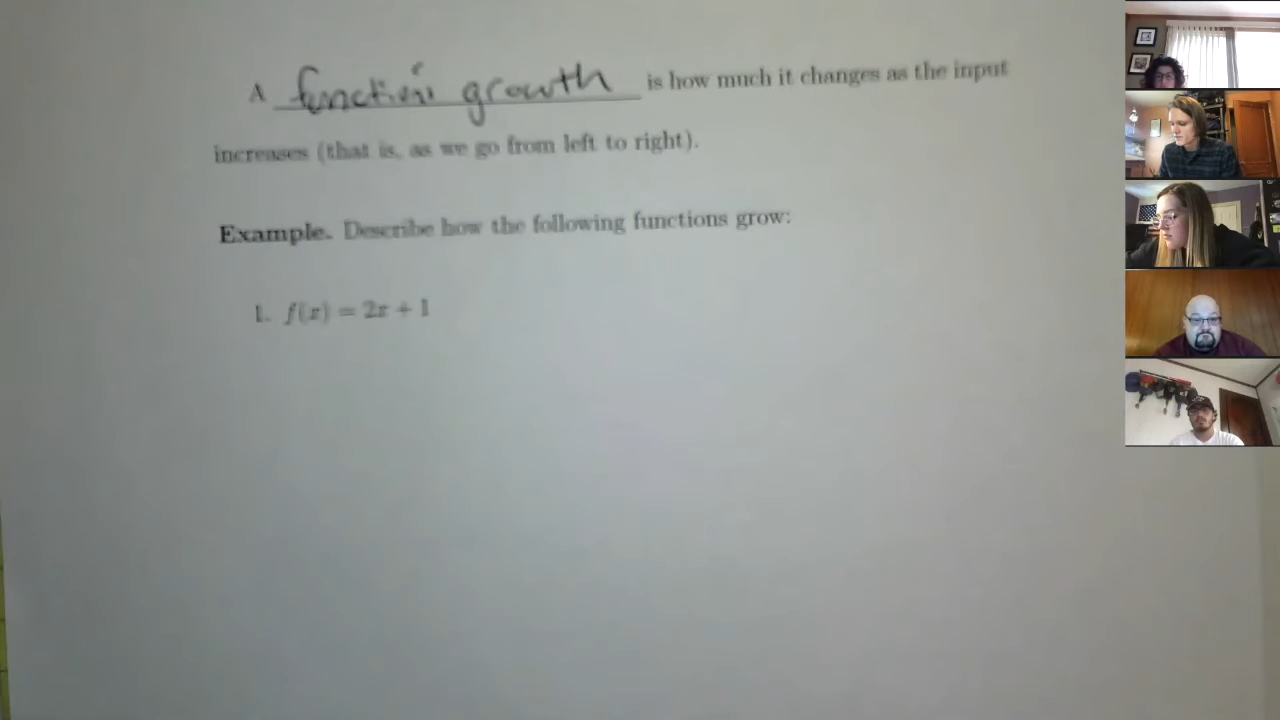 A function's growth is how much it changes as the input
increases (that is, as we go from left to right).
Example. Describe how the following functions grow:
1. f(x) = 2x + 1